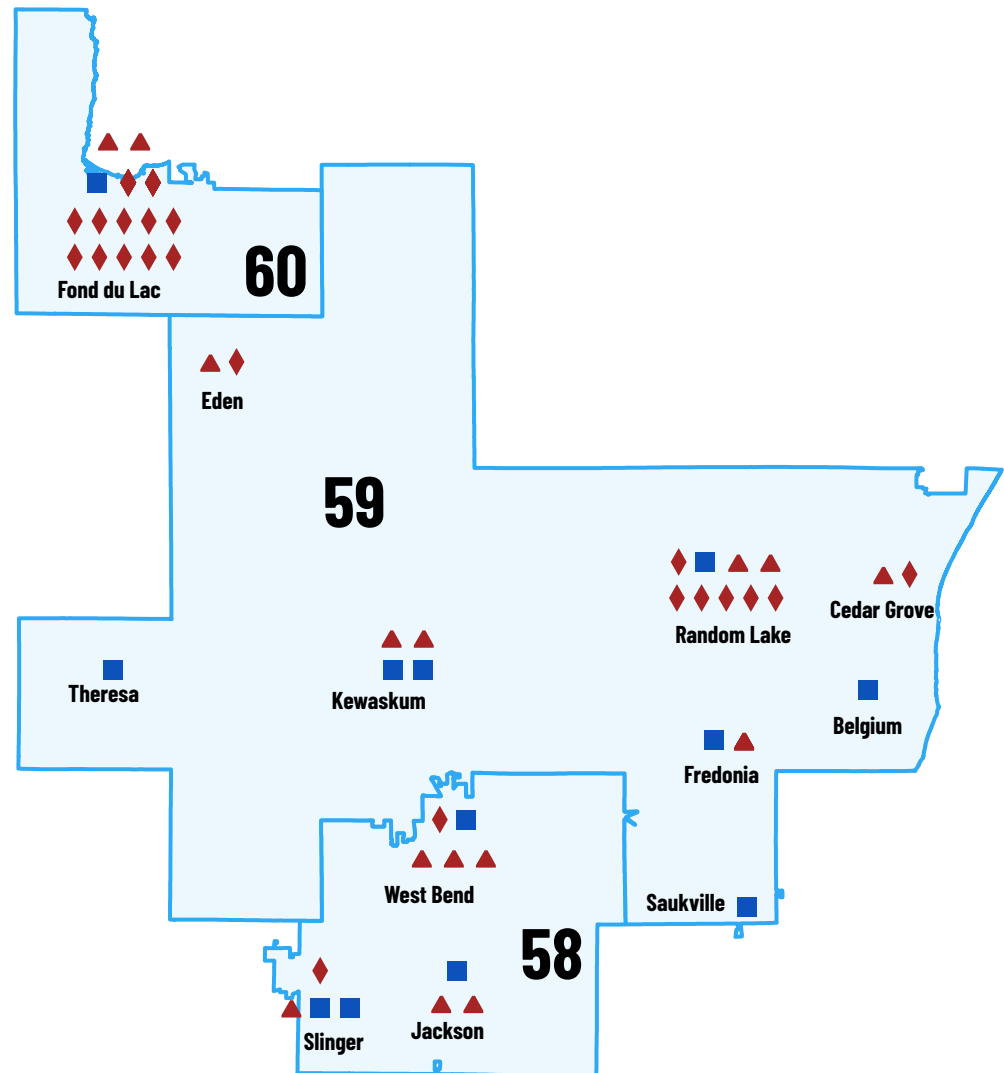 Fond du Lac
60
Eden
59
Cedar Grove
Random Lake
Theresa
Kewaskum
Belgium
Fredonia
West Bend
Saukville
58
Jackson
Slinger